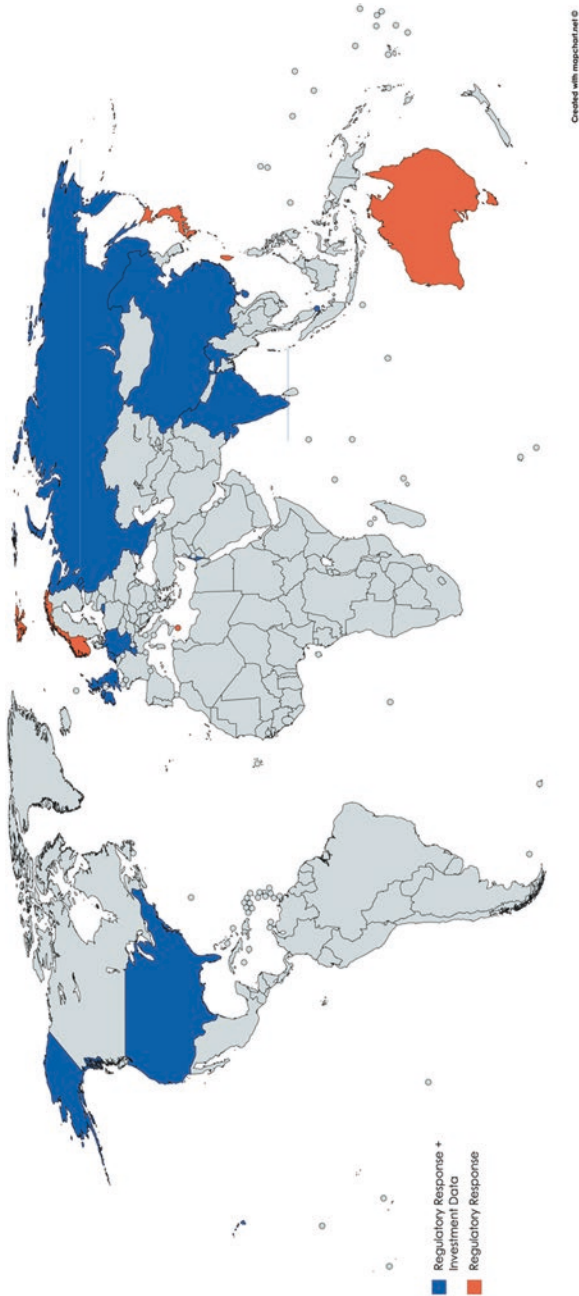 Regulatory Response +
Investment Data
Regulatory Response
Created with mapchart.net ©